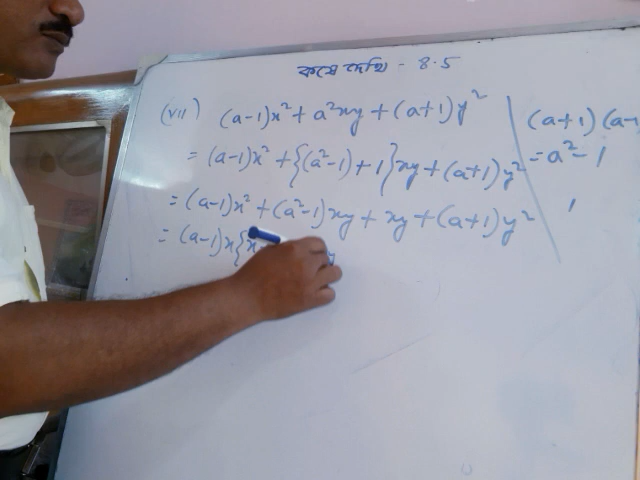 কষে দেখি - 8.5
(vii) (a-1)x² + a²xy + (a+1)y²
= (a-1)x² + {(a²-1) + 1}xy + (a+1)y²
= (a-1)x² + (a²-1)xy + xy + (a+1)y²
= (a-1)x{x
(a+1)(a-1
= a² - 1